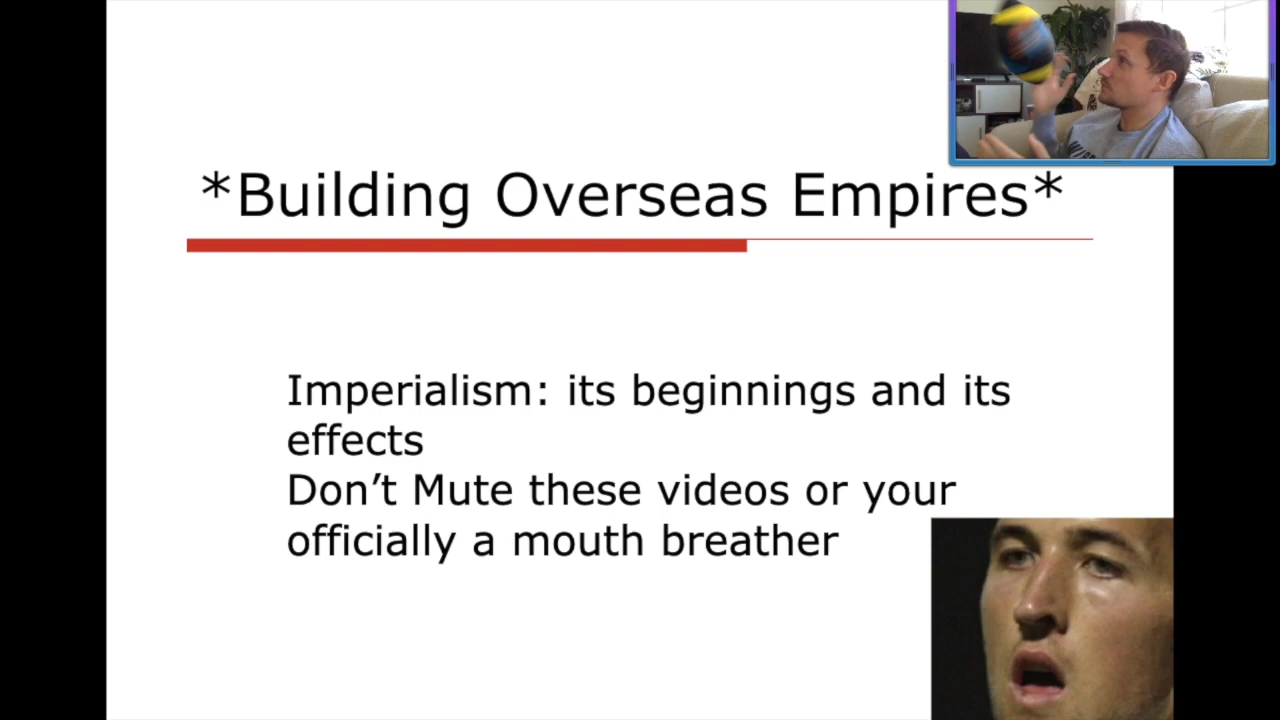 *Building Overseas Empires*
Imperialism: its beginnings and its
effects
Don’t Mute these videos or your
officially a mouth breather